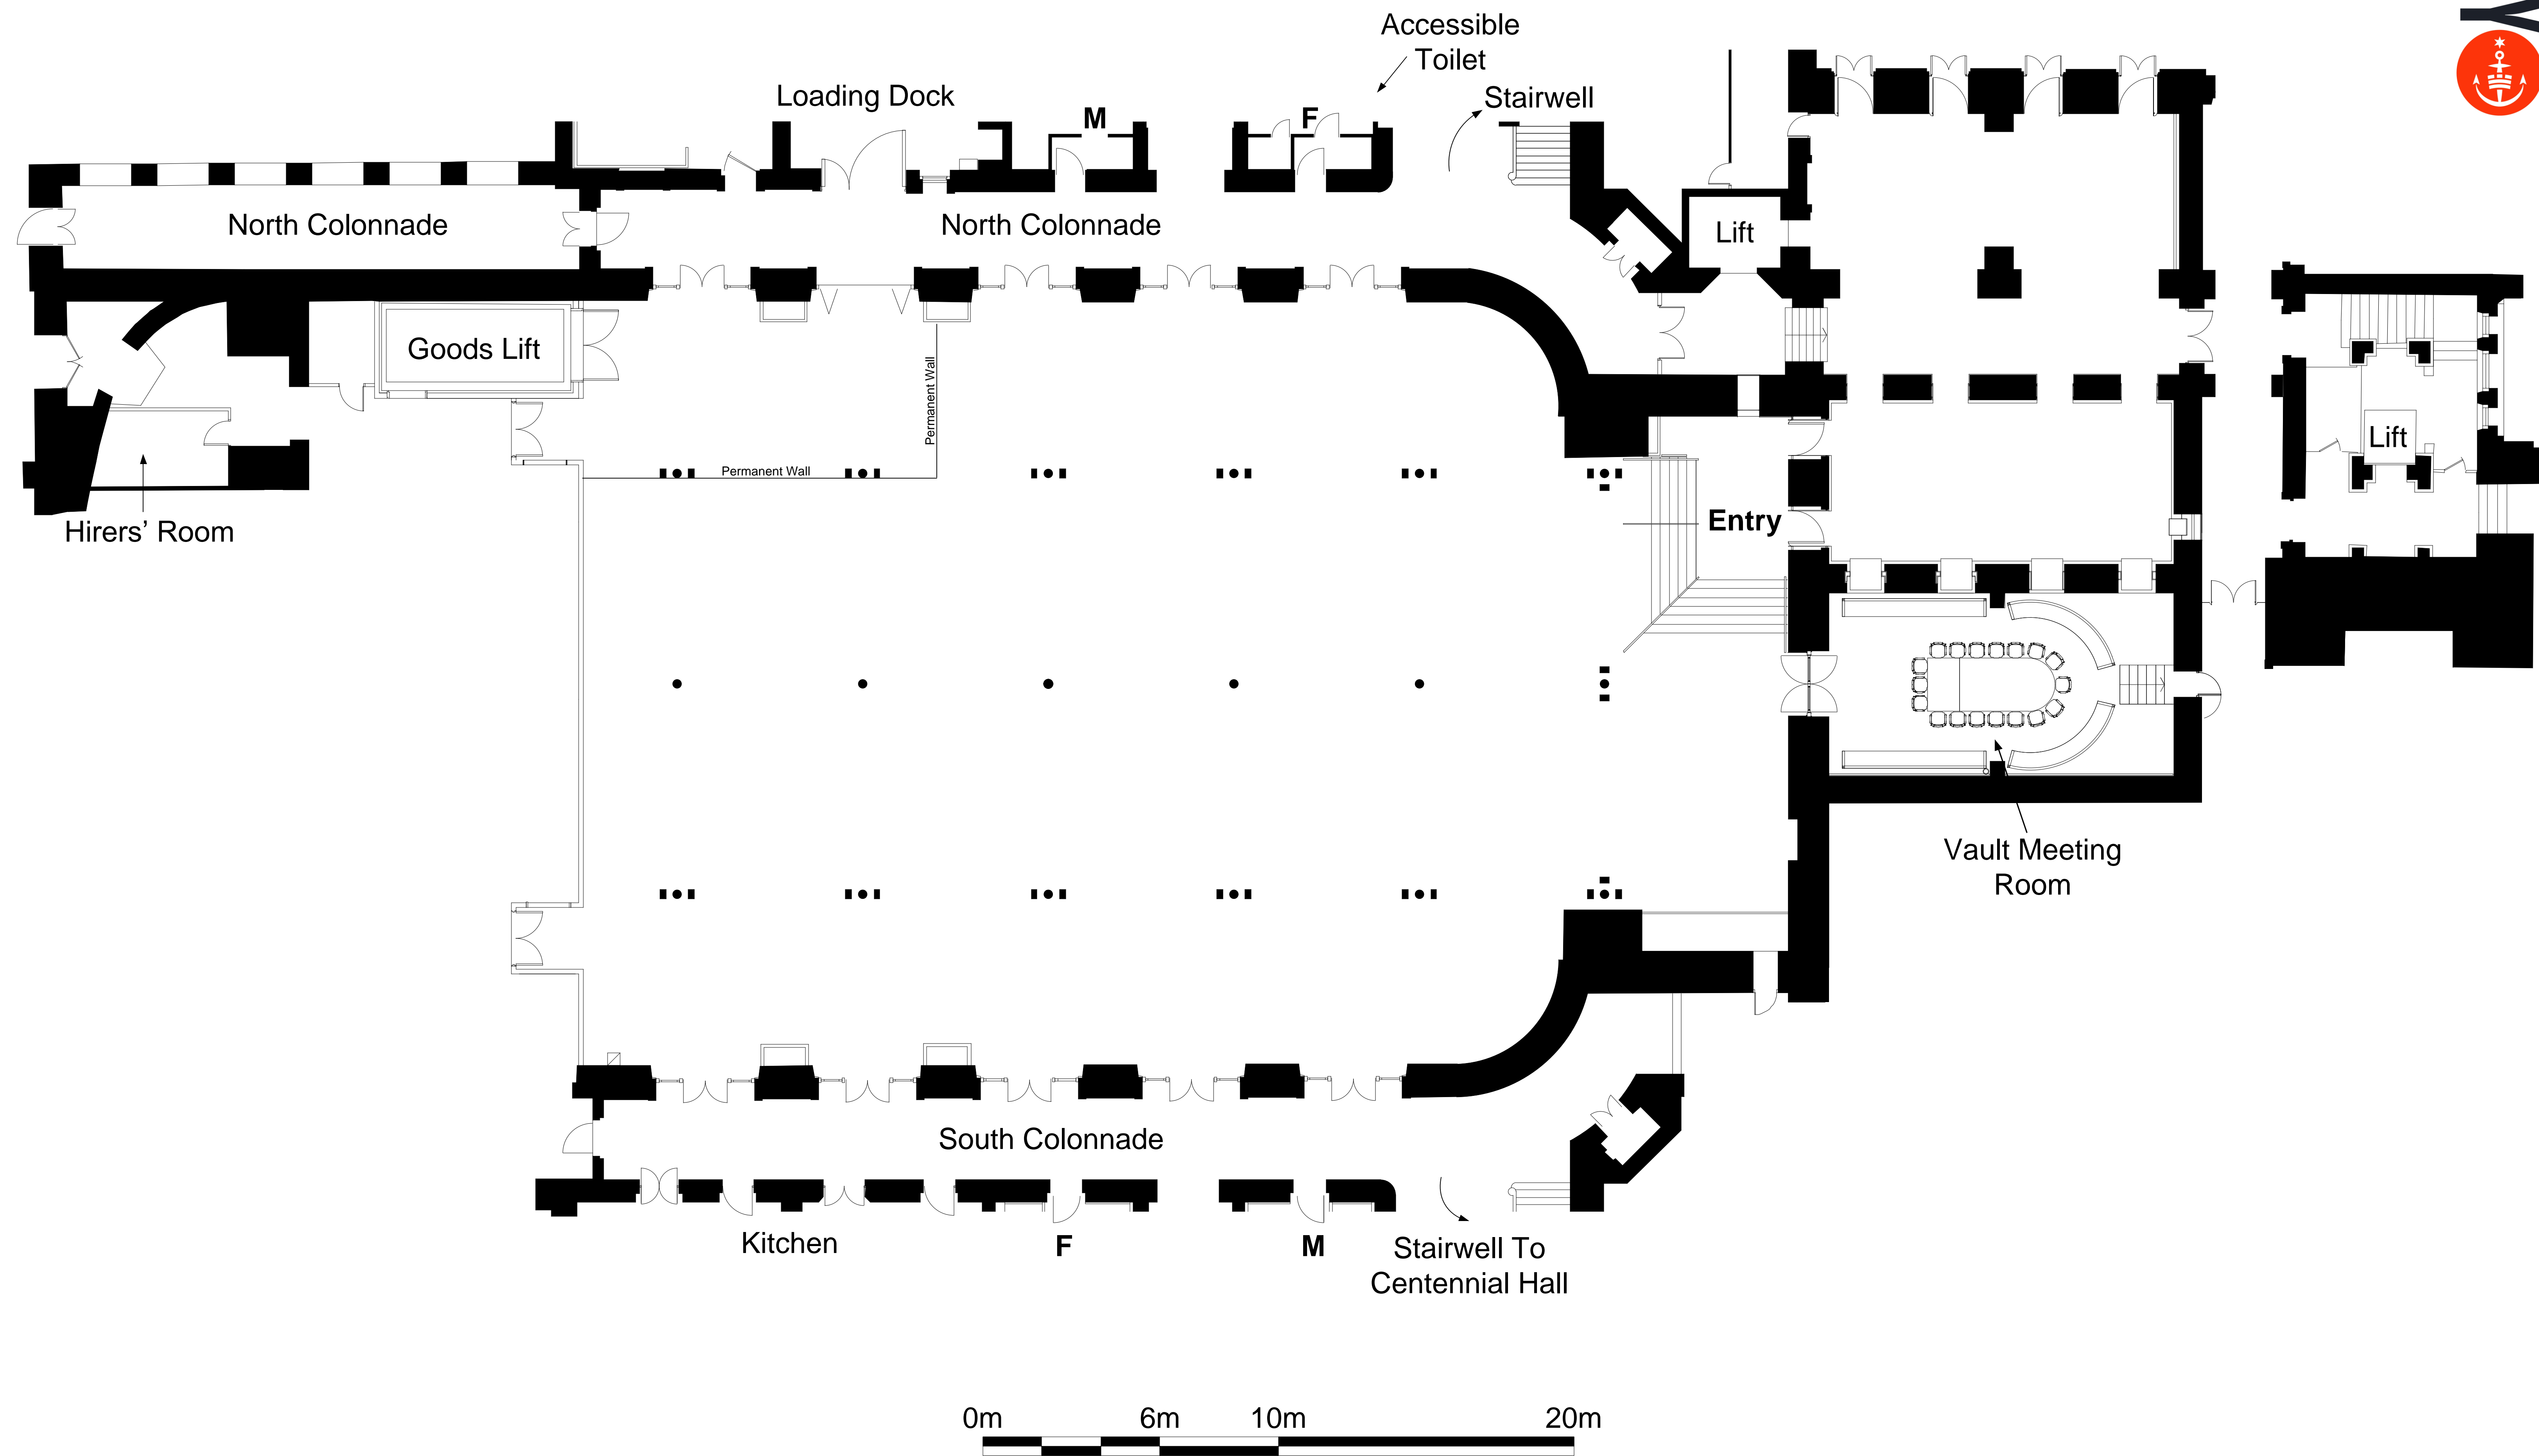 Accessible
Toilet
Loading Dock
M
F
Stairwell
North Colonnade
North Colonnade
Lift
Goods Lift
Permanent Wall
Permanent Wall
Lift
Hirers’ Room
Entry
Vault Meeting
Room
South Colonnade
Kitchen
F
M
Stairwell To
Centennial Hall
0m 6m 10m 20m